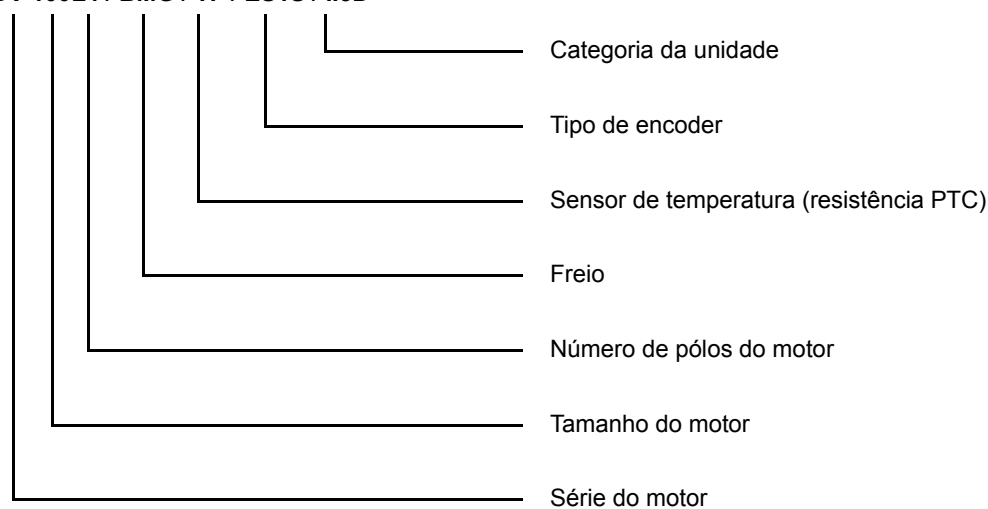 Categoria da unidade
Tipo de encoder
Sensor de temperatura (resistência PTC)
Freio
Número de pólos do motor
Tamanho do motor
Série do motor